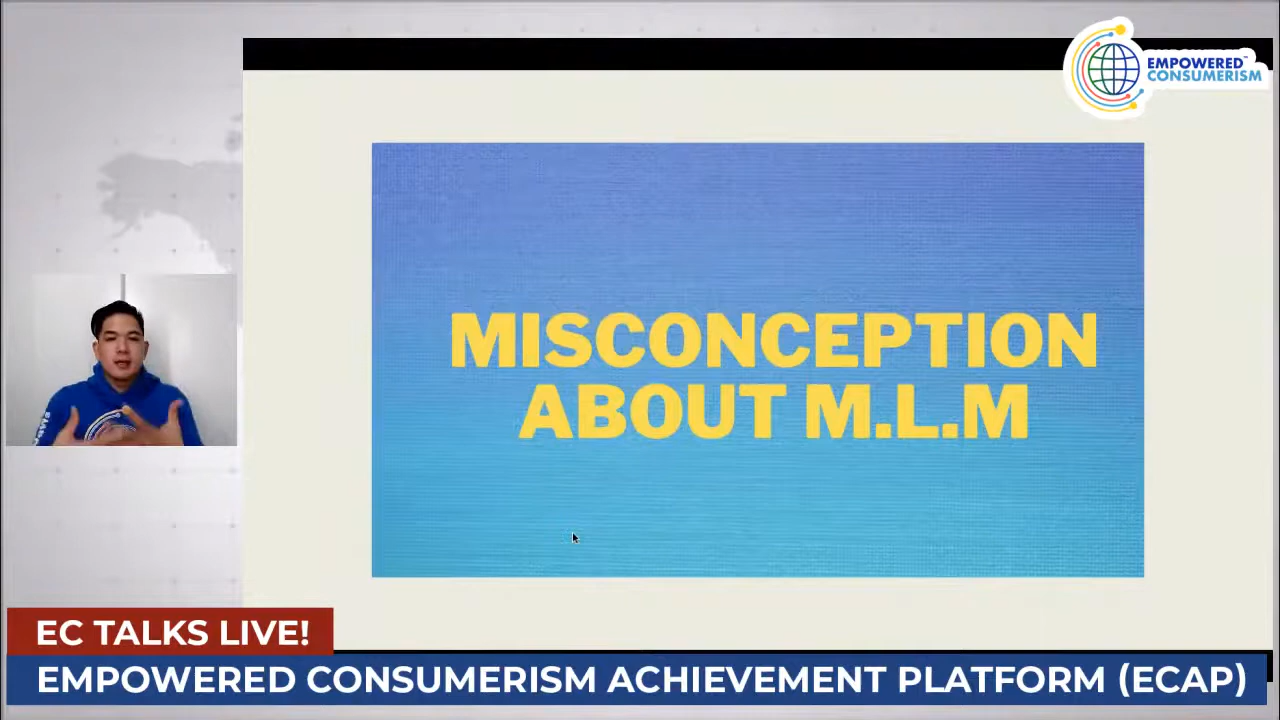 EMPOWERED
CONSUMERISM
MISCONCEPTION
ABOUT M.L.M
EC TALKS LIVE!
EMPOWERED CONSUMERISM ACHIEVEMENT PLATFORM (ECAP)